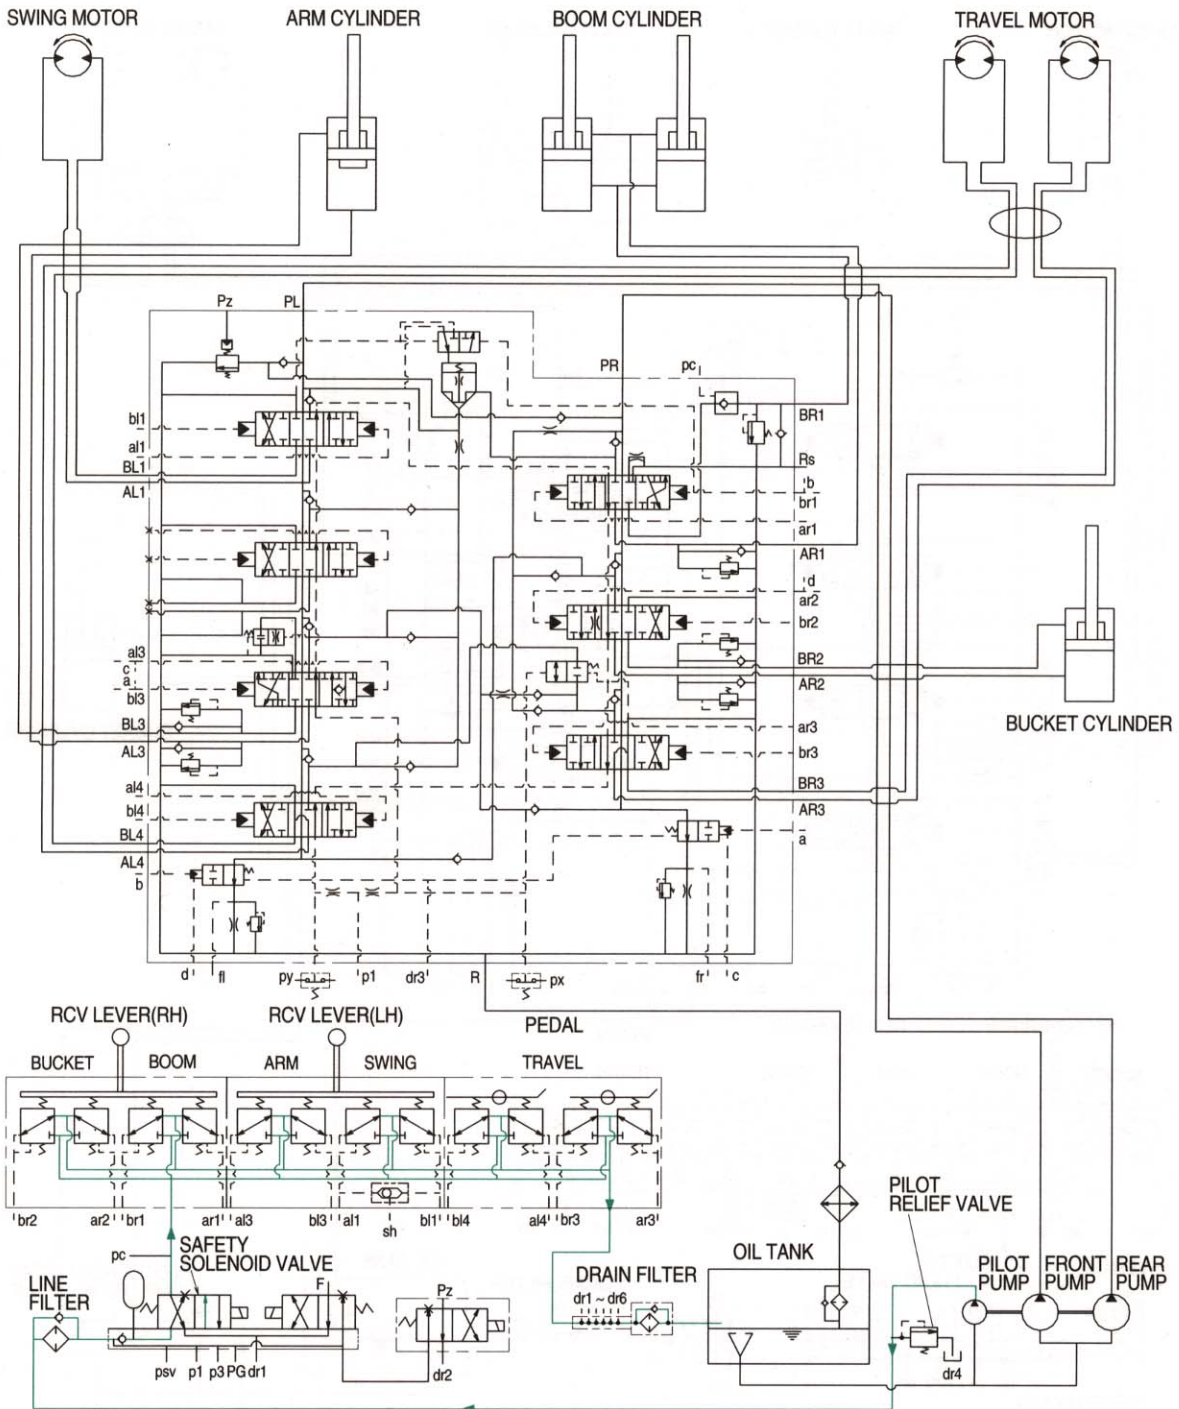 SWING MOTOR
ARM CYLINDER
BOOM CYLINDER
TRAVEL MOTOR
Pz
PL
PR
pc
bl1
al1
BL1
AL1
BR1
Rs
b
br1
ar1
AR1
d
ar2
br2
BR2
AR2
al3
c
a
bl3
BL3
AL3
al4
bl4
BL4
AL4
b
ar3
br3
BR3
AR3
a
BUCKET CYLINDER
d
fl
py
p1
dr3
R
px
fr
c
RCV LEVER(RH)
RCV LEVER(LH)
PEDAL
BUCKET
BOOM
ARM
SWING
TRAVEL
br2
ar2
br1
ar1
al3
bl3
al1
sh
bl1
bl4
al4
br3
ar3
pc
SAFETY
SOLENOID VALVE
LINE
FILTER
F
Pz
psv
p1
p3
PG
dr1
dr2
DRAIN FILTER
dr1 ~ dr6
OIL TANK
PILOT
RELIEF VALVE
PILOT
PUMP
FRONT
PUMP
REAR
PUMP
dr4